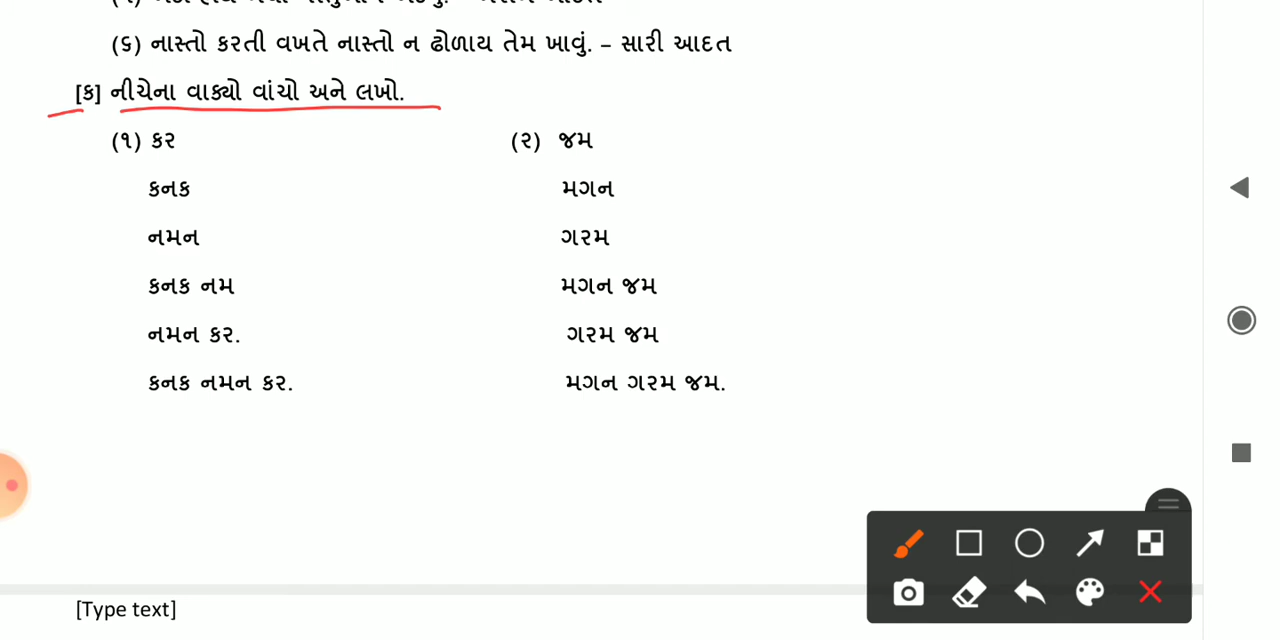 (૬) નાસ્તો કરતી વખતે નાસ્તો ન ઢોળાય તેમ ખાવું. – સારી આદત
[ક] નીચેના વાક્યો વાંચો અને લખો.
(૧) કર
કનક
નમન
કનક નમ
નમન કર.
કનક નમન કર.
(૨) જમ
મગન
ગરમ
મગન જમ
ગરમ જમ
મગન ગરમ જમ.
[Type text]